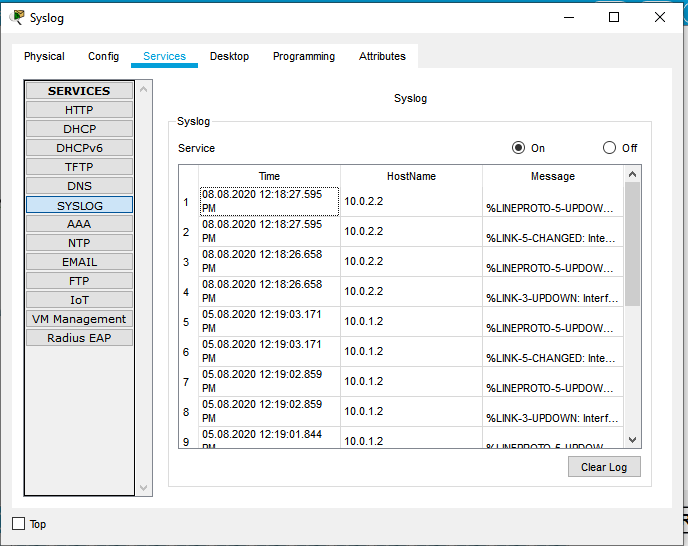 Syslog
Physical Config Services Desktop Programming Attributes
SERVICES
HTTP
DHCP
DHCPv6
TFTP
DNS
SYSLOG
AAA
NTP
EMAIL
FTP
IoT
VM Management
Radius EAP
Syslog
Syslog
Service On Off
Time HostName Message
1 08.08.2020 12:18:27.595 PM 10.0.2.2 %LINEPROTO-5-UPDOW...
2 08.08.2020 12:18:27.595 PM 10.0.2.2 %LINK-5-CHANGED: Inte...
3 08.08.2020 12:18:26.658 PM 10.0.2.2 %LINEPROTO-5-UPDOW...
4 08.08.2020 12:18:26.658 PM 10.0.2.2 %LINK-3-UPDOWN: Interf...
5 05.08.2020 12:19:03.171 PM 10.0.1.2 %LINEPROTO-5-UPDOW...
6 05.08.2020 12:19:03.171 PM 10.0.1.2 %LINK-5-CHANGED: Inte...
7 05.08.2020 12:19:02.859 PM 10.0.1.2 %LINEPROTO-5-UPDOW...
8 05.08.2020 12:19:02.859 PM 10.0.1.2 %LINK-3-UPDOWN: Interf...
9 05.08.2020 12:19:01.844 PM 10.0.1.2 %LINEPROTO-5-UPDOW...
Clear Log
Top